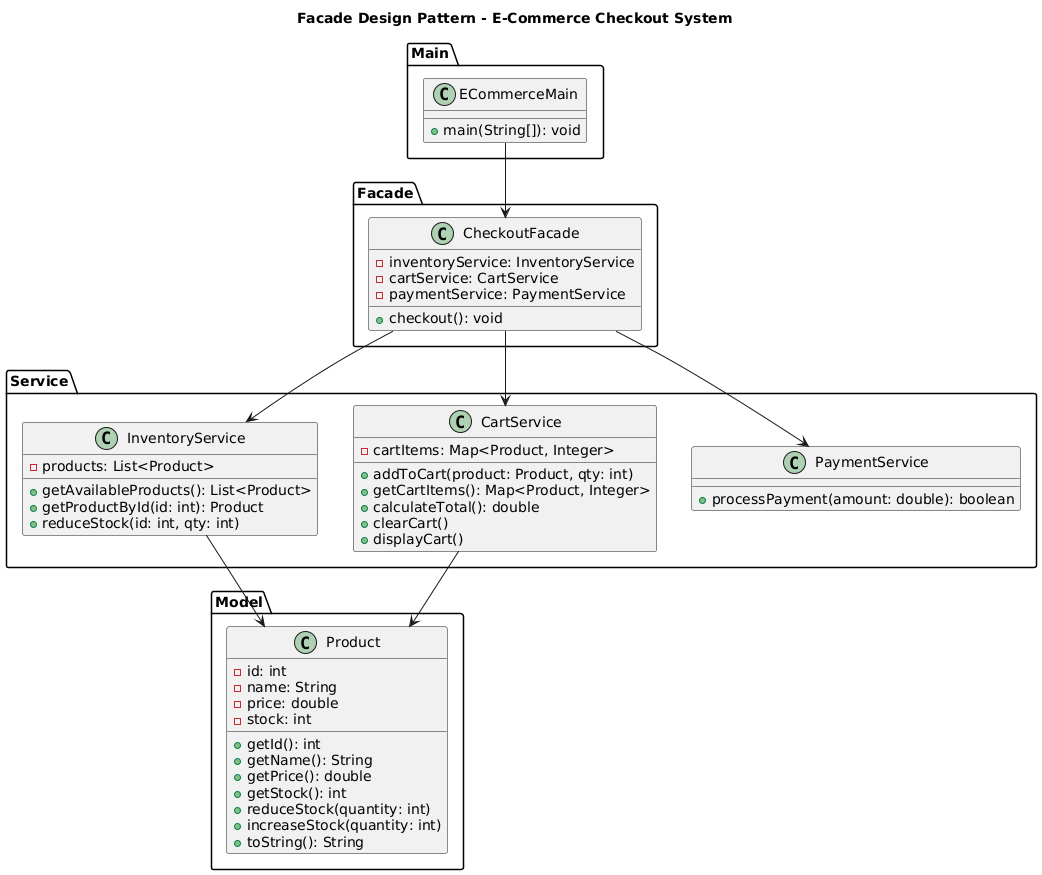 Facade Design Pattern - E-Commerce Checkout System
Main
C ECommerceMain
main(String[]): void
Facade
C CheckoutFacade
inventoryService: InventoryService
cartService: CartService
paymentService: PaymentService
checkout(): void
Service
C InventoryService
products: List<Product>
getAvailableProducts(): List<Product>
getProductById(id: int): Product
reduceStock(id: int, qty: int)
C CartService
cartItems: Map<Product, Integer>
addToCart(product: Product, qty: int)
getCartItems(): Map<Product, Integer>
calculateTotal(): double
clearCart()
displayCart()
C PaymentService
processPayment(amount: double): boolean
Model
C Product
id: int
name: String
price: double
stock: int
getId(): int
getName(): String
getPrice(): double
getStock(): int
reduceStock(quantity: int)
increaseStock(quantity: int)
toString(): String